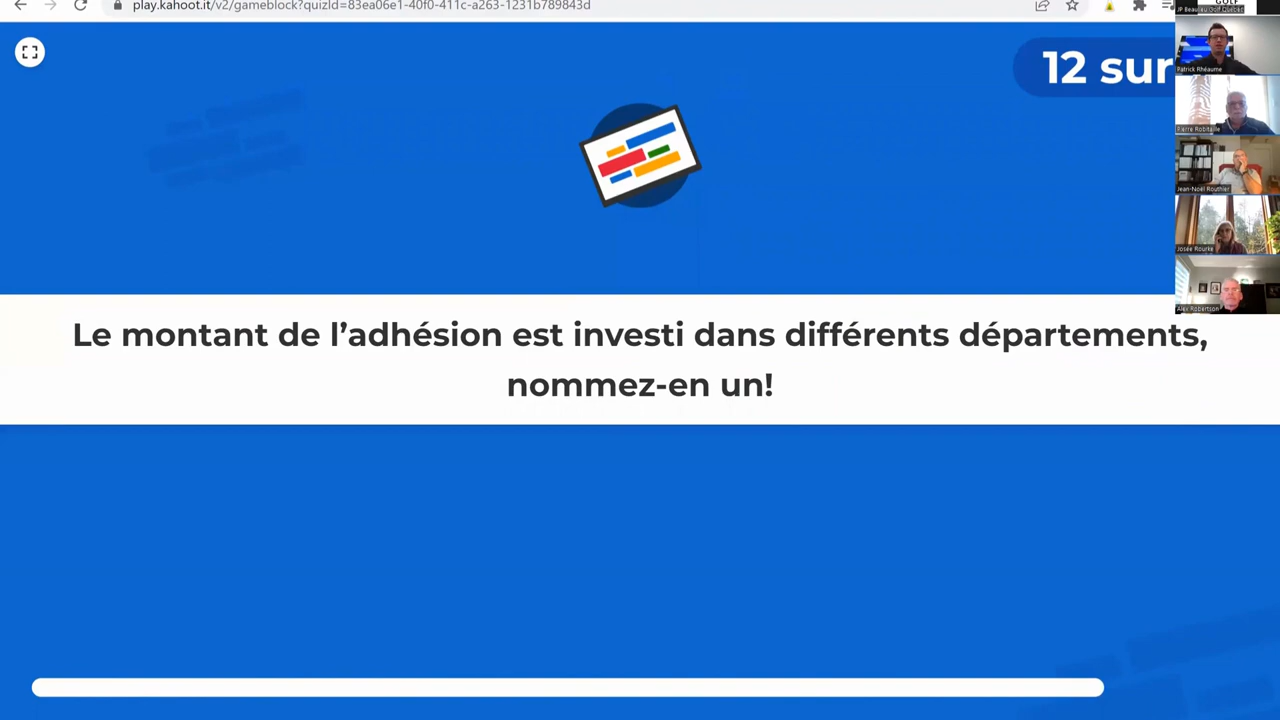 play.kahoot.it/v2/gameblock?quizId=83ea06e1-40f0-411c-a263-1231b789843d
12 sur
GOLF
Patrick Rhéaume
Pierre Robitaille
Jean-Noël Routhier
Josée Rourke
Alex Robertson
Le montant de l’adhésion est investi dans différents départements,
nommez-en un!